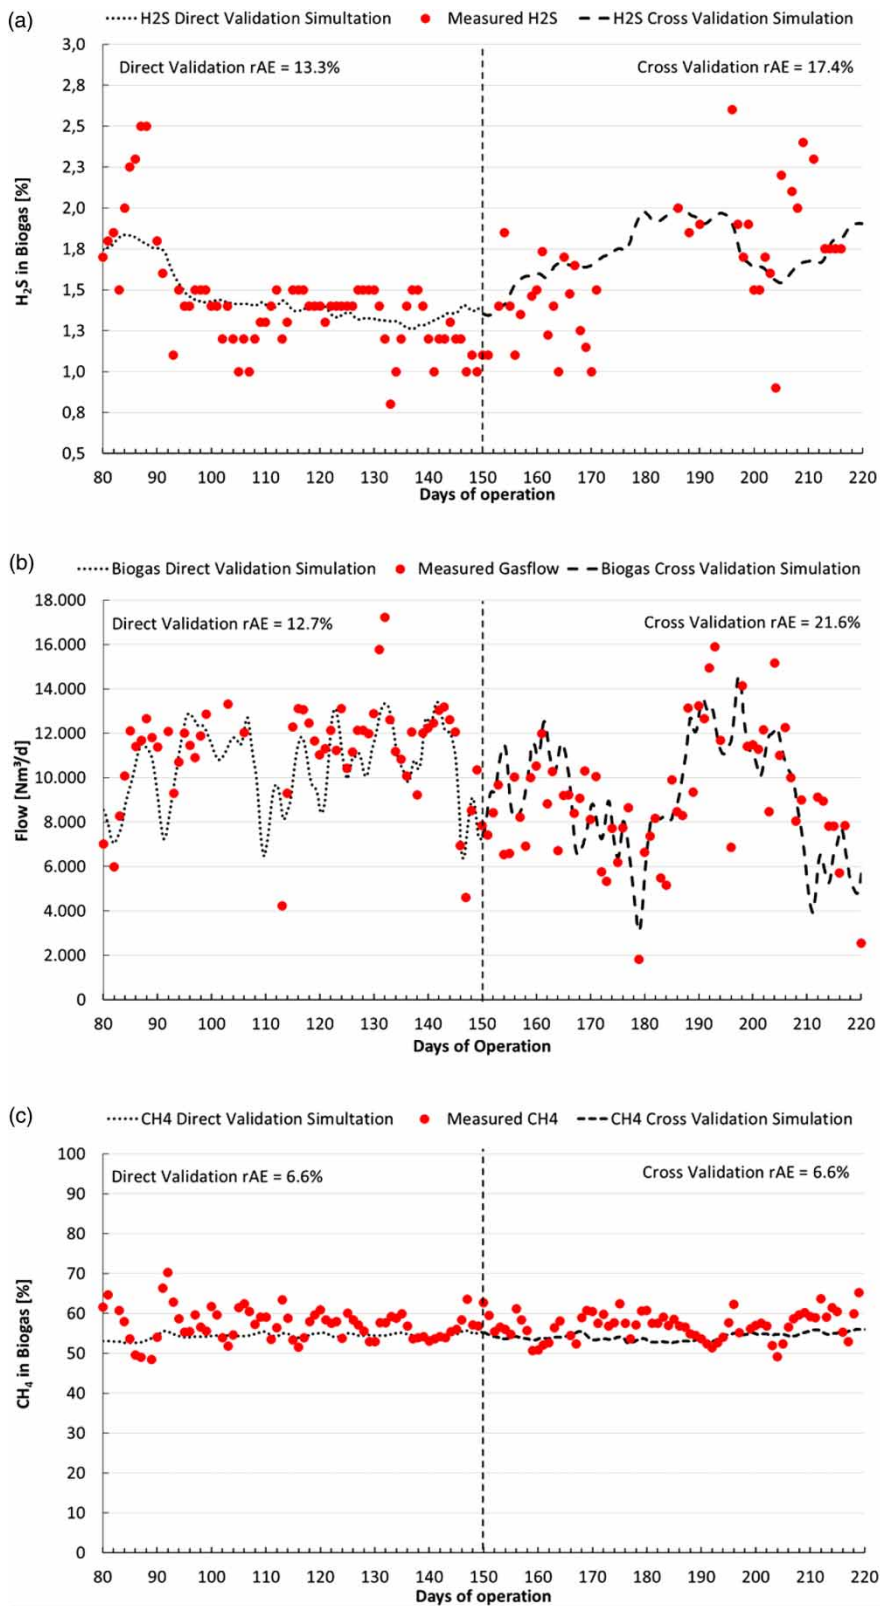 (a)
H2S Direct Validation Simultation Measured H2S H2S Cross Validation Simulation
Direct Validation rAE = 13.3%
Cross Validation rAE = 17.4%
H2S in Biogas [%]
3,0
2,8
2,5
2,3
2,0
1,8
1,5
1,3
1,0
0,8
0,5
80 90 100 110 120 130 140 150 160 170 180 190 200 210 220
Days of operation
(b)
Biogas Direct Validation Simulation Measured Gasflow Biogas Cross Validation Simulation
Direct Validation rAE = 12.7%
Cross Validation rAE = 21.6%
Flow [Nm³/d]
18.000
16.000
14.000
12.000
10.000
8.000
6.000
4.000
2.000
0
80 90 100 110 120 130 140 150 160 170 180 190 200 210 220
Days of Operation
(c)
CH4 Direct Validation Simultation Measured CH4 CH4 Cross Validation Simulation
Direct Validation rAE = 6.6%
Cross Validation rAE = 6.6%
CH4 in Biogas [%]
100
90
80
70
60
50
40
30
20
10
0
80 90 100 110 120 130 140 150 160 170 180 190 200 210 220
Days of operation